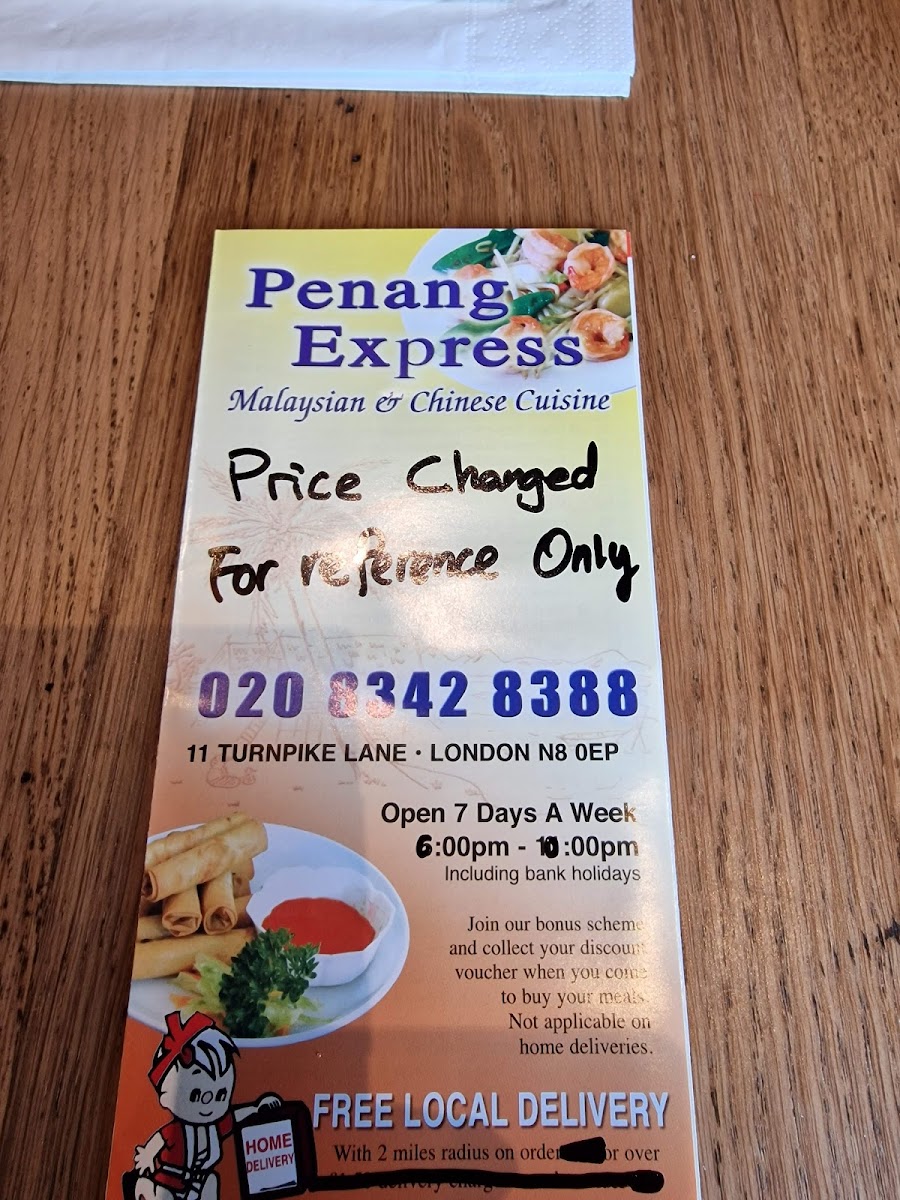 Penang
Express
Malaysian & Chinese Cuisine
Price Changed
For reference Only
020 8342 8388
11 TURNPIKE LANE • LONDON N8 0EP
Open 7 Days A Week
6:00pm - 10:00pm
Including bank holidays
Join our bonus scheme
and collect your discount
voucher when you come
to buy your meals.
Not applicable on
home deliveries.
FREE LOCAL DELIVERY
HOME
DELIVERY
With 2 miles radius on order or over
delivery